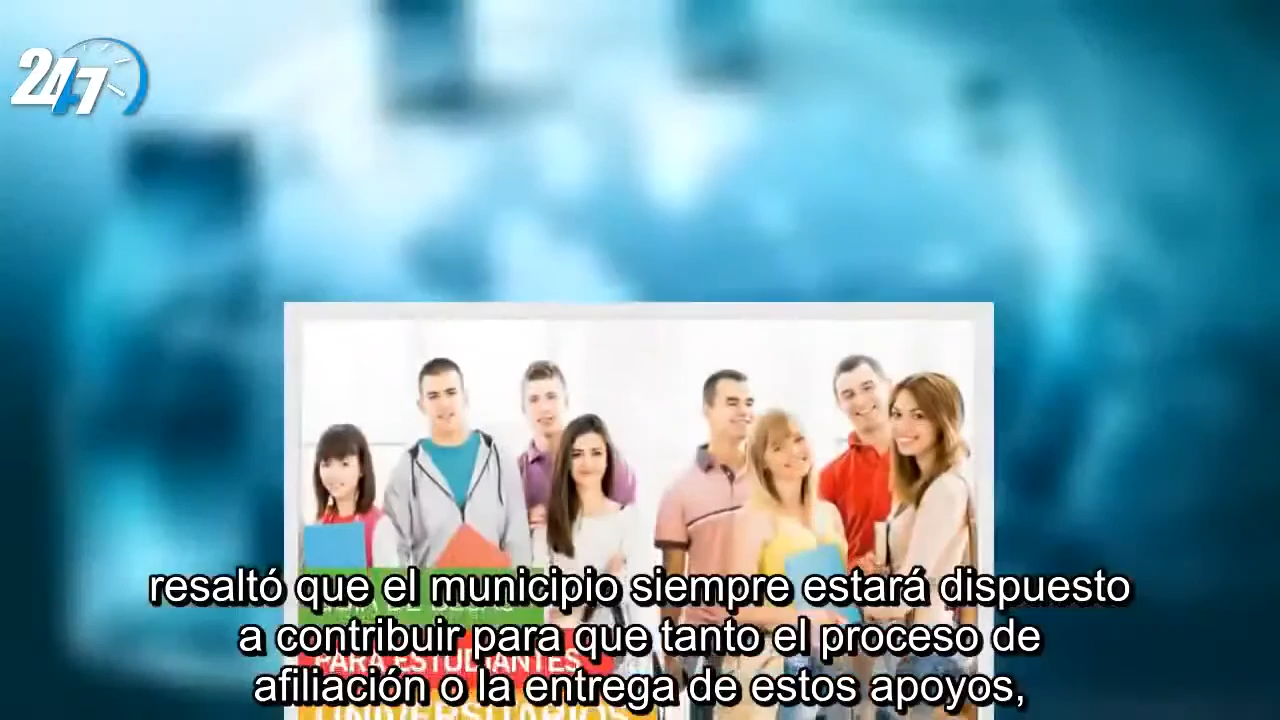 24/7
PARA ESTUDIANTES
UNIVERSITARIOS
resaltó que el municipio siempre estará dispuesto
a contribuir para que tanto el proceso de
afiliación o la entrega de estos apoyos,